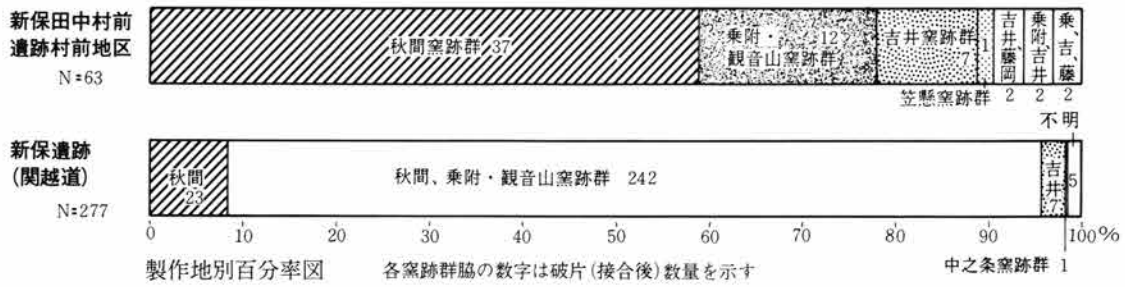 新保田中村前
遺跡村前地区
N=63
秋間窯跡群 37
乗附・ 12
観音山窯跡群
吉井窯跡群
7
1
吉井、藤岡
乗附、吉井
乗、吉、藤
笠懸窯跡群 2 2 2
不明
新保遺跡
(関越道)
N=277
秋間
23
秋間、乗附・観音山窯跡群 242
吉井
7
5
0 10 20 30 40 50 60 70 80 90 100%
製作地別百分率図 各窯跡群脇の数字は破片(接合後)数量を示す
中之条窯跡群 1